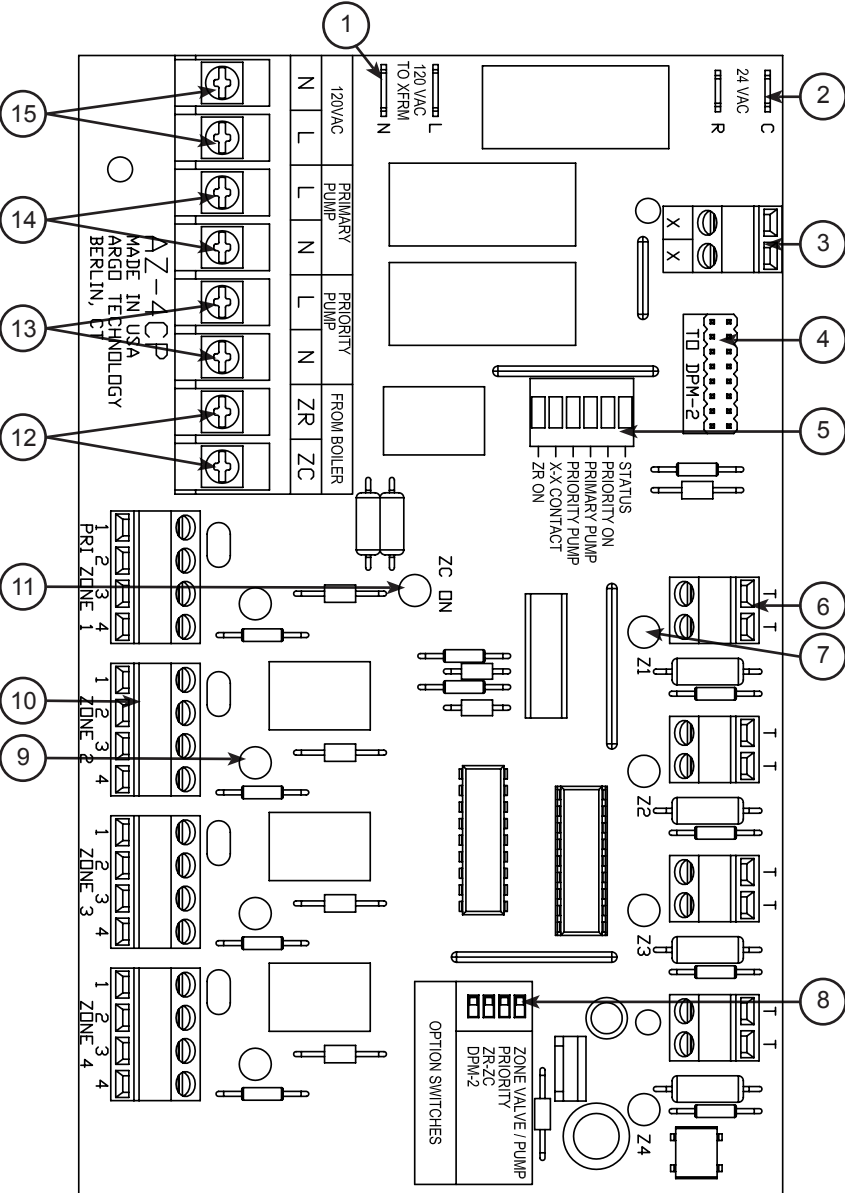 1
2
3
4
5
6
7
8
9
10
11
12
13
14
15
120 VAC
TO XFRM
L
N
24 VAC
C
R
X
X
TO DPM-2
120VAC
N
L
PRIMARY
PUMP
L
N
PRIORITY
PUMP
L
N
FROM BOILER
ZR
ZC
AZ-4CP
MADE IN USA
ARGO TECHNOLOGY
BERLIN, CT
STATUS
PRIORITY ON
PRIMARY PUMP
PRIORITY PUMP
X-X CONTACT
ZR ON
ZC ON
1 2 3 4
PRI ZONE 1
1 2 3 4
ZONE 2
1 2 3 4
ZONE 3
1 2 3 4
ZONE 4
T
T
Z1
T
T
Z2
T
T
Z3
T
T
Z4
ZONE VALVE / PUMP
PRIORITY
ZR-ZC
DPM-2
OPTION SWITCHES